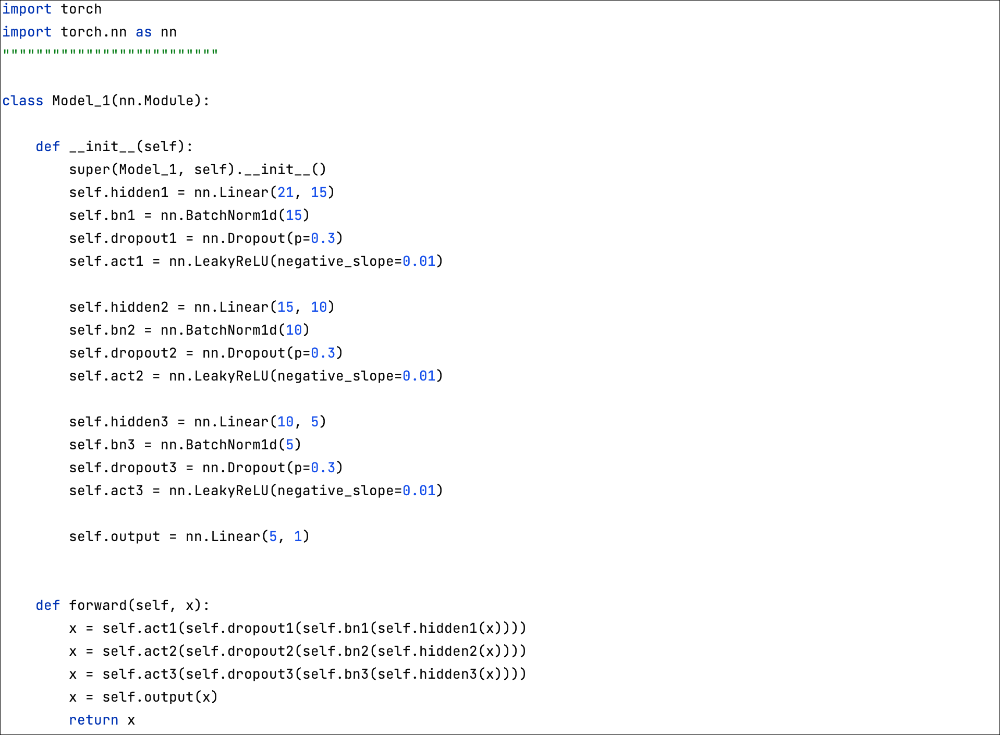 import torch
import torch.nn as nn
""""""""""""""""""""""""""
class Model_1(nn.Module):
def __init__(self):
super(Model_1, self).__init__()
self.hidden1 = nn.Linear(21, 15)
self.bn1 = nn.BatchNorm1d(15)
self.dropout1 = nn.Dropout(p=0.3)
self.act1 = nn.LeakyReLU(negative_slope=0.01)
self.hidden2 = nn.Linear(15, 10)
self.bn2 = nn.BatchNorm1d(10)
self.dropout2 = nn.Dropout(p=0.3)
self.act2 = nn.LeakyReLU(negative_slope=0.01)
self.hidden3 = nn.Linear(10, 5)
self.bn3 = nn.BatchNorm1d(5)
self.dropout3 = nn.Dropout(p=0.3)
self.act3 = nn.LeakyReLU(negative_slope=0.01)
self.output = nn.Linear(5, 1)
def forward(self, x):
x = self.act1(self.dropout1(self.bn1(self.hidden1(x))))
x = self.act2(self.dropout2(self.bn2(self.hidden2(x))))
x = self.act3(self.dropout3(self.bn3(self.hidden3(x))))
x = self.output(x)
return x